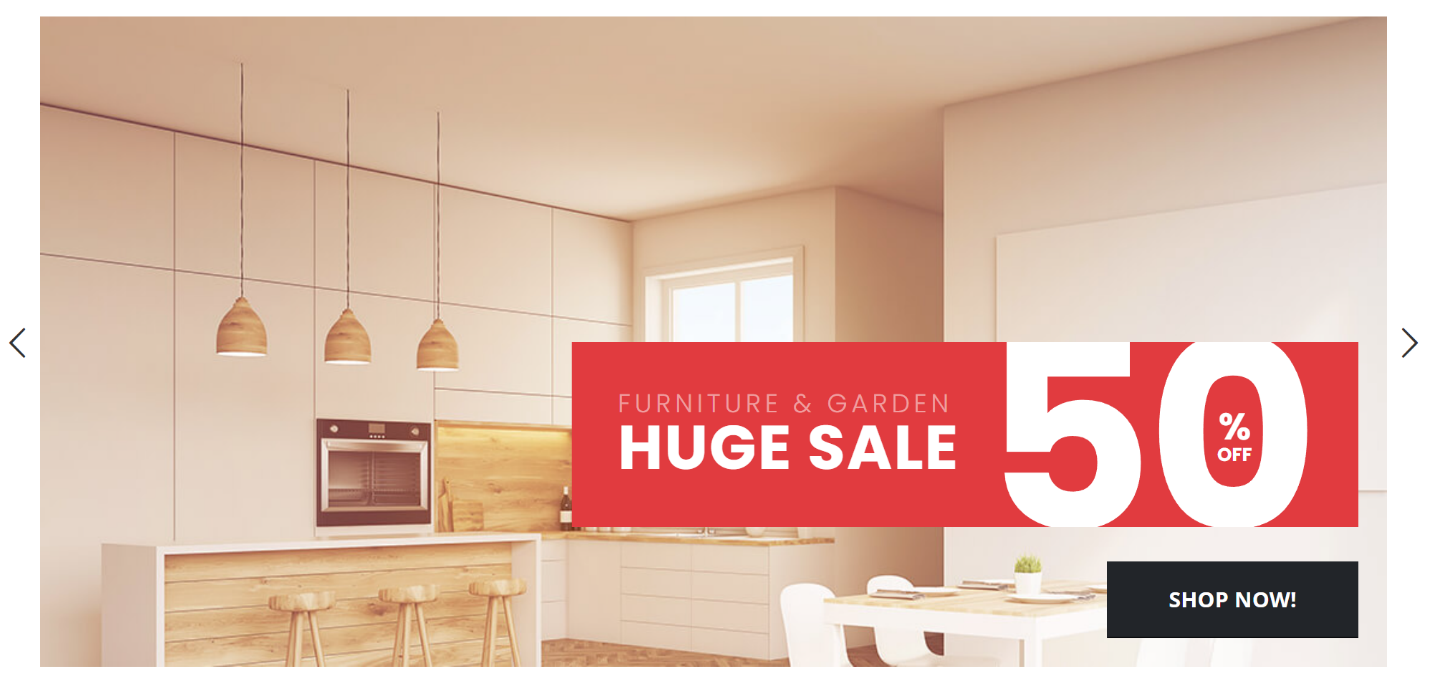 FURNITURE & GARDEN
HUGE SALE
50
%
OFF
SHOP NOW!